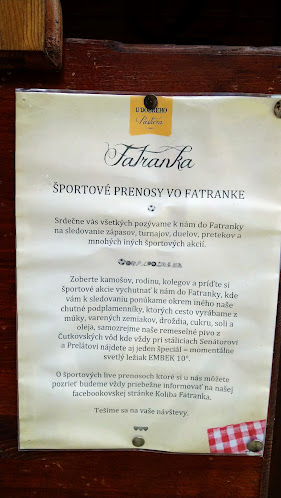 U DOBRÉHO
Pastiera
Fatranka
ŠPORTOVÉ PRENOSY VO FATRANKE
Srdečne vás všetkých pozývame k nám do Fatranky
na sledovanie zápasov, turnajov, duelov, pretekov a
mnohých iných športových akcií.
Zoberte kamošov, rodinu, kolegov a príďte si
športové akcie vychutnať k nám do Fatranky, kde
vám k sledovaniu ponúkame okrem iného naše
chutné podplamenníky, ktorých cesto vyrábame z
múky, varených zemiakov, droždia, cukru, soli a
oleja, samozrejme naše remeselné pivo z
Čutkovských vôd kde vždy pri stáliciach Senátorovi
a Prelátovi nájdete aj jeden špeciál – momentálne
svetlý ležiak EMBEK 10°.
O športových live prenosoch ktoré si u nás môžete
pozrieť budeme vždy priebežne informovať na našej
facebookovskej stránke Koliba Fatranka.
Tešíme sa na vaše návštevy.